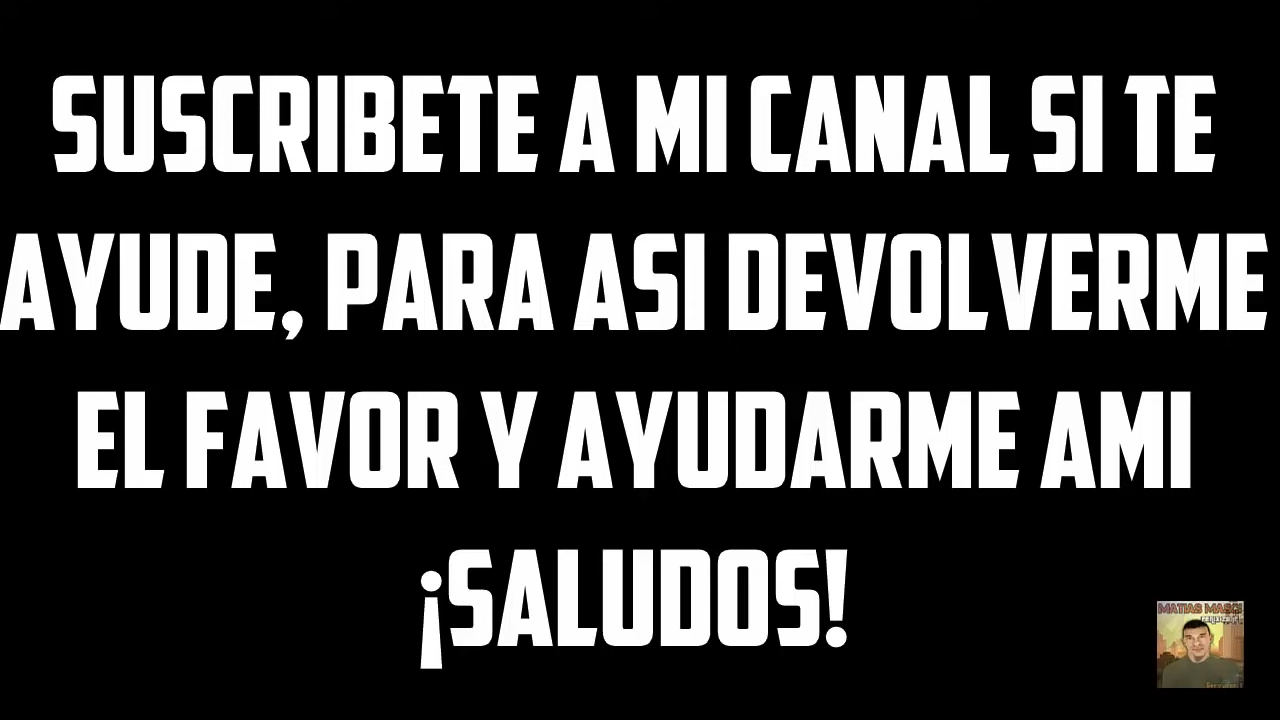 SUSCRIBETE A MI CANAL SI TE
AYUDE, PARA ASI DEVOLVERME
EL FAVOR Y AYUDARME AMI
¡SALUDOS!
MATIAS MASCI